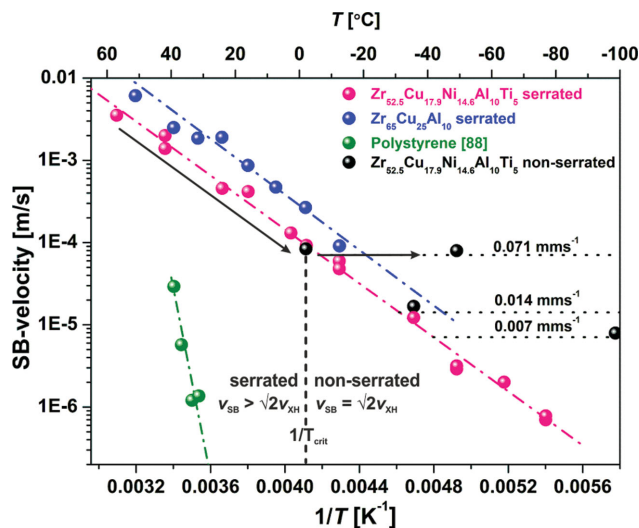 T [°C]
60 40 20 0 -20 -40 -60 -80 -100
0.01
1E-3
1E-4
1E-5
1E-6
SB-velocity [m/s]
Zr52.5Cu17.9Ni14.6Al10Ti5 serrated
Zr65Cu25Al10 serrated
Polystyrene [88]
Zr52.5Cu17.9Ni14.6Al10Ti5 non-serrated
0.071 mms⁻¹
0.014 mms⁻¹
0.007 mms⁻¹
serrated non-serrated
vSB > √2vXH vSB = √2vXH
1/Tcrit
0.0032 0.0036 0.0040 0.0044 0.0048 0.0052 0.0056
1/T [K⁻¹]